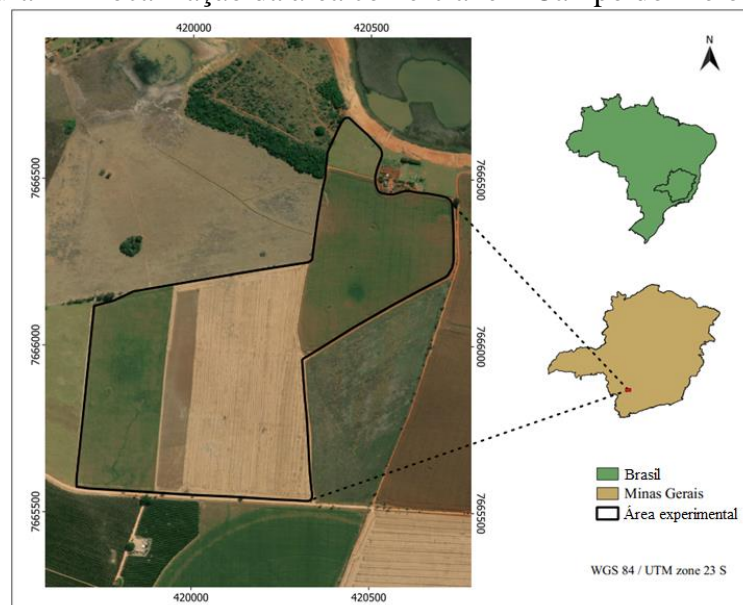 420000 420500
N
7666500 7666500
7666000 7666000
7665500 7665500
Brasil
Minas Gerais
Área experimental
WGS 84 / UTM zone 23 S
420000 420500